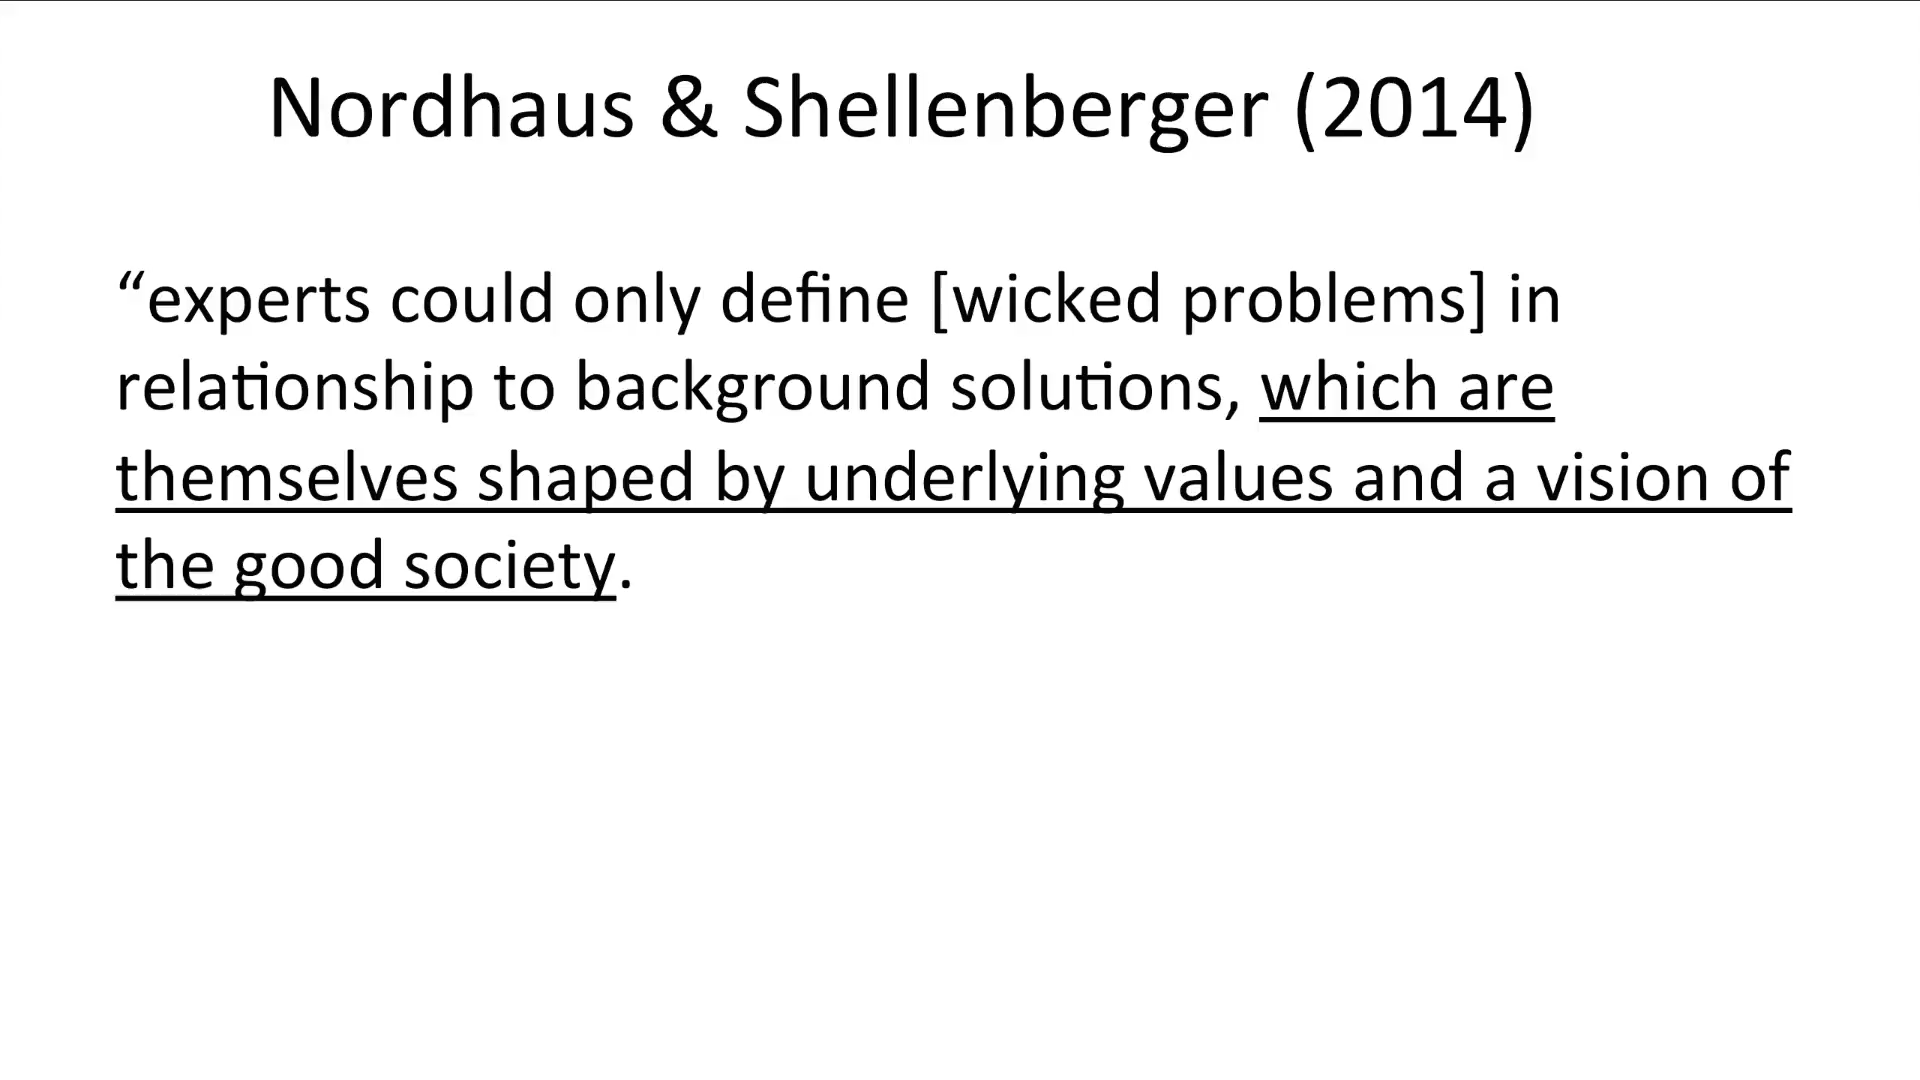 Nordhaus & Shellenberger (2014)
“experts could only define [wicked problems] in
relationship to background solutions, which are
themselves shaped by underlying values and a vision of
the good society.